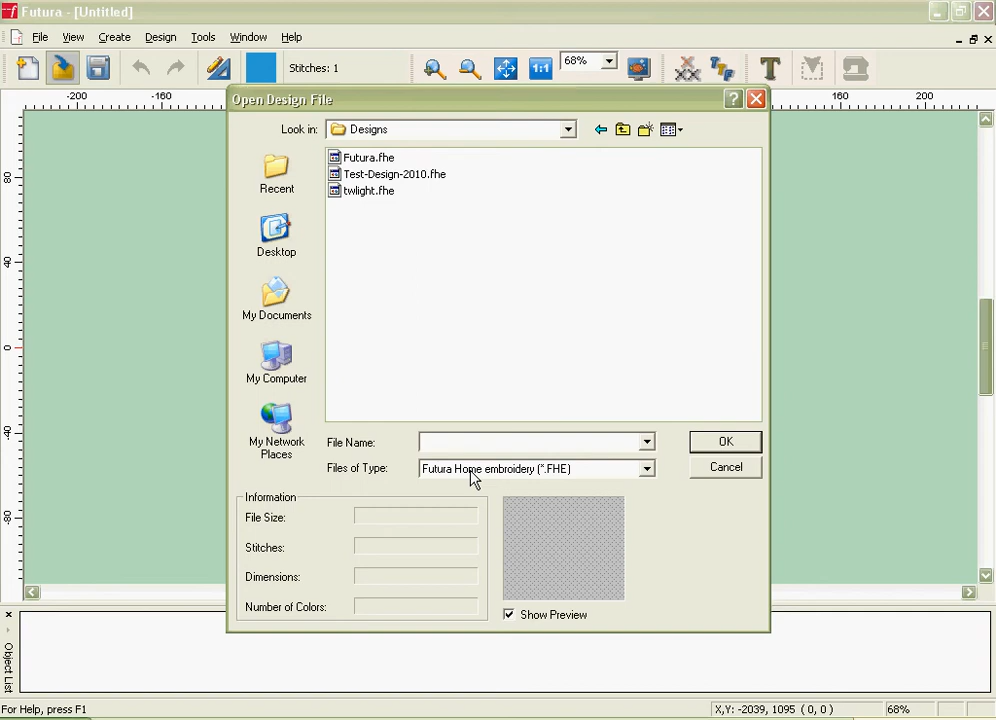 Futura - [Untitled]
File View Create Design Tools Window Help
Stitches: 1
68%
1:1
-200 -160 160 200
80
40
0
-40
-80
Open Design File
Look in: Designs
Recent
Desktop
My Documents
My Computer
My Network
Places
Futura.fhe
Test-Design-2010.fhe
twlight.fhe
File Name: OK
Files of Type: Futura Home embroidery (*.FHE) Cancel
Information
File Size:
Stitches:
Dimensions:
Number of Colors:
Show Preview
Object List
For Help, press F1
X,Y: -2039, 1095 ( 0, 0 )
68%